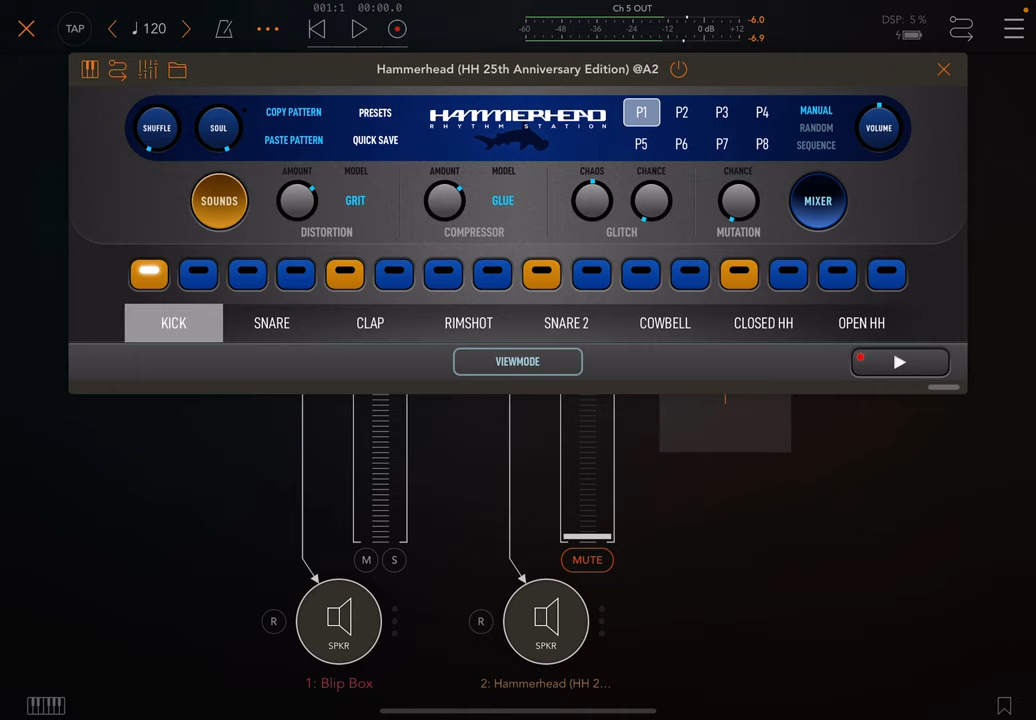 TAP
♩ 120
001:1 00:00.0
Ch 5 OUT
-60 -48 -36 -24 -12 0 dB +12
-6.0
-6.9
DSP: 5 %
Hammerhead (HH 25th Anniversary Edition) @A2
SHUFFLE
SOUL
COPY PATTERN
PASTE PATTERN
PRESETS
QUICK SAVE
HAMMERHEAD
RHYTHM STATION
P1 P2 P3 P4
P5 P6 P7 P8
MANUAL
RANDOM
SEQUENCE
VOLUME
SOUNDS
AMOUNT MODEL
GRIT
DISTORTION
AMOUNT MODEL
GLUE
COMPRESSOR
CHAOS CHANCE
GLITCH
CHANCE
MUTATION
MIXER
KICK SNARE CLAP RIMSHOT SNARE 2 COWBELL CLOSED HH OPEN HH
VIEWMODE
M S
MUTE
R
SPKR
R
SPKR
1: Blip Box
2: Hammerhead (HH 2...